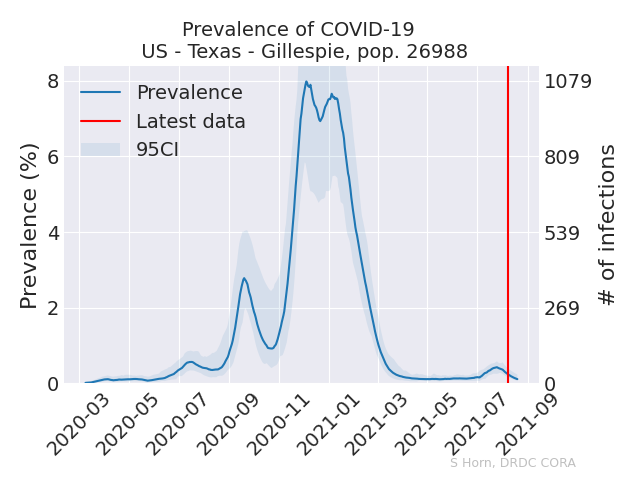 Prevalence of COVID-19
US - Texas - Gillespie, pop. 26988
Prevalence
Latest data
95CI
Prevalence (%)
8
6
4
2
0
# of infections
1079
809
539
269
0
2020-03
2020-05
2020-07
2020-09
2020-11
2021-01
2021-03
2021-05
2021-07
2021-09
S Horn, DRDC CORA